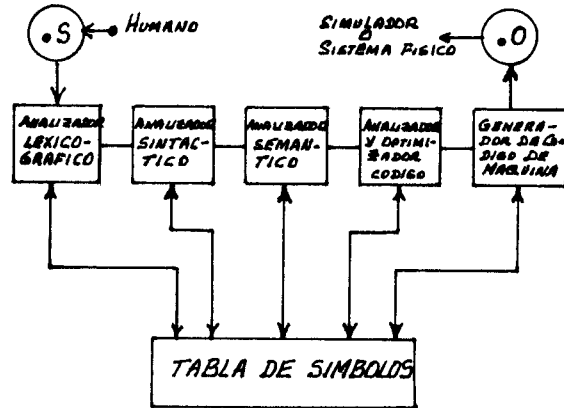 .S
HUMANO
SIMULADOR
O
SISTEMA FISICO
.O
ANALIZADOR
LEXICO-
GRAFICO
ANALIZADOR
SINTAC-
TICO
ANALIZADOR
SEMAN-
TICO
ANALIZADOR
Y OPTIMI-
ZADOR
CODIGO
GENERA-
DOR DE CO-
DIGO DE
MAQUINA
TABLA DE SIMBOLOS